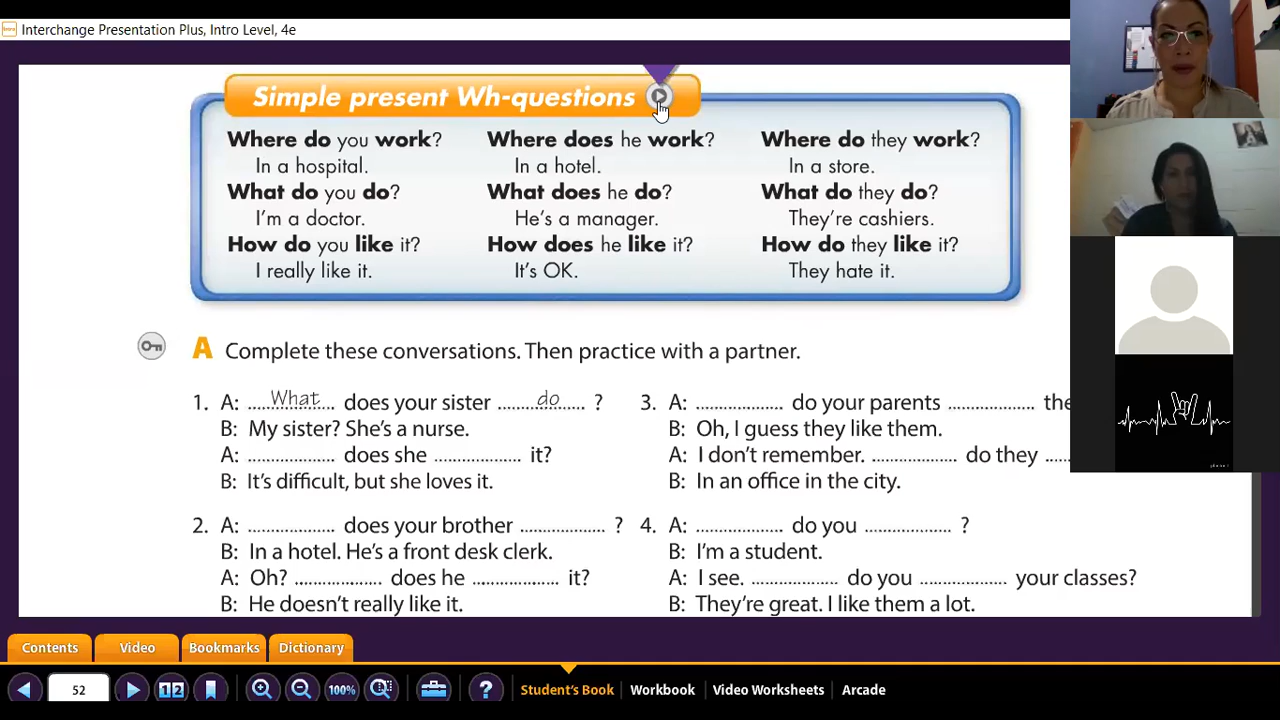 Interchange Presentation Plus, Intro Level, 4e
Simple present Wh-questions
Where do you work? Where does he work? Where do they work?
In a hospital. In a hotel. In a store.
What do you do? What does he do? What do they do?
I'm a doctor. He's a manager. They're cashiers.
How do you like it? How does he like it? How do they like it?
I really like it. It's OK. They hate it.
A Complete these conversations. Then practice with a partner.
1. A: What does your sister do ?
B: My sister? She's a nurse.
A: ................ does she ................ it?
B: It's difficult, but she loves it.
2. A: ................ does your brother ................ ?
B: In a hotel. He's a front desk clerk.
A: Oh? ................ does he ................ it?
B: He doesn't really like it.
3. A: ................ do your parents ................ the
B: Oh, I guess they like them.
A: I don't remember. ................ do they .....
B: In an office in the city.
4. A: ................ do you ................ ?
B: I'm a student.
A: I see. ................ do you ................ your classes?
B: They're great. I like them a lot.
Contents Video Bookmarks Dictionary
52 12 100% ? Student's Book Workbook Video Worksheets Arcade